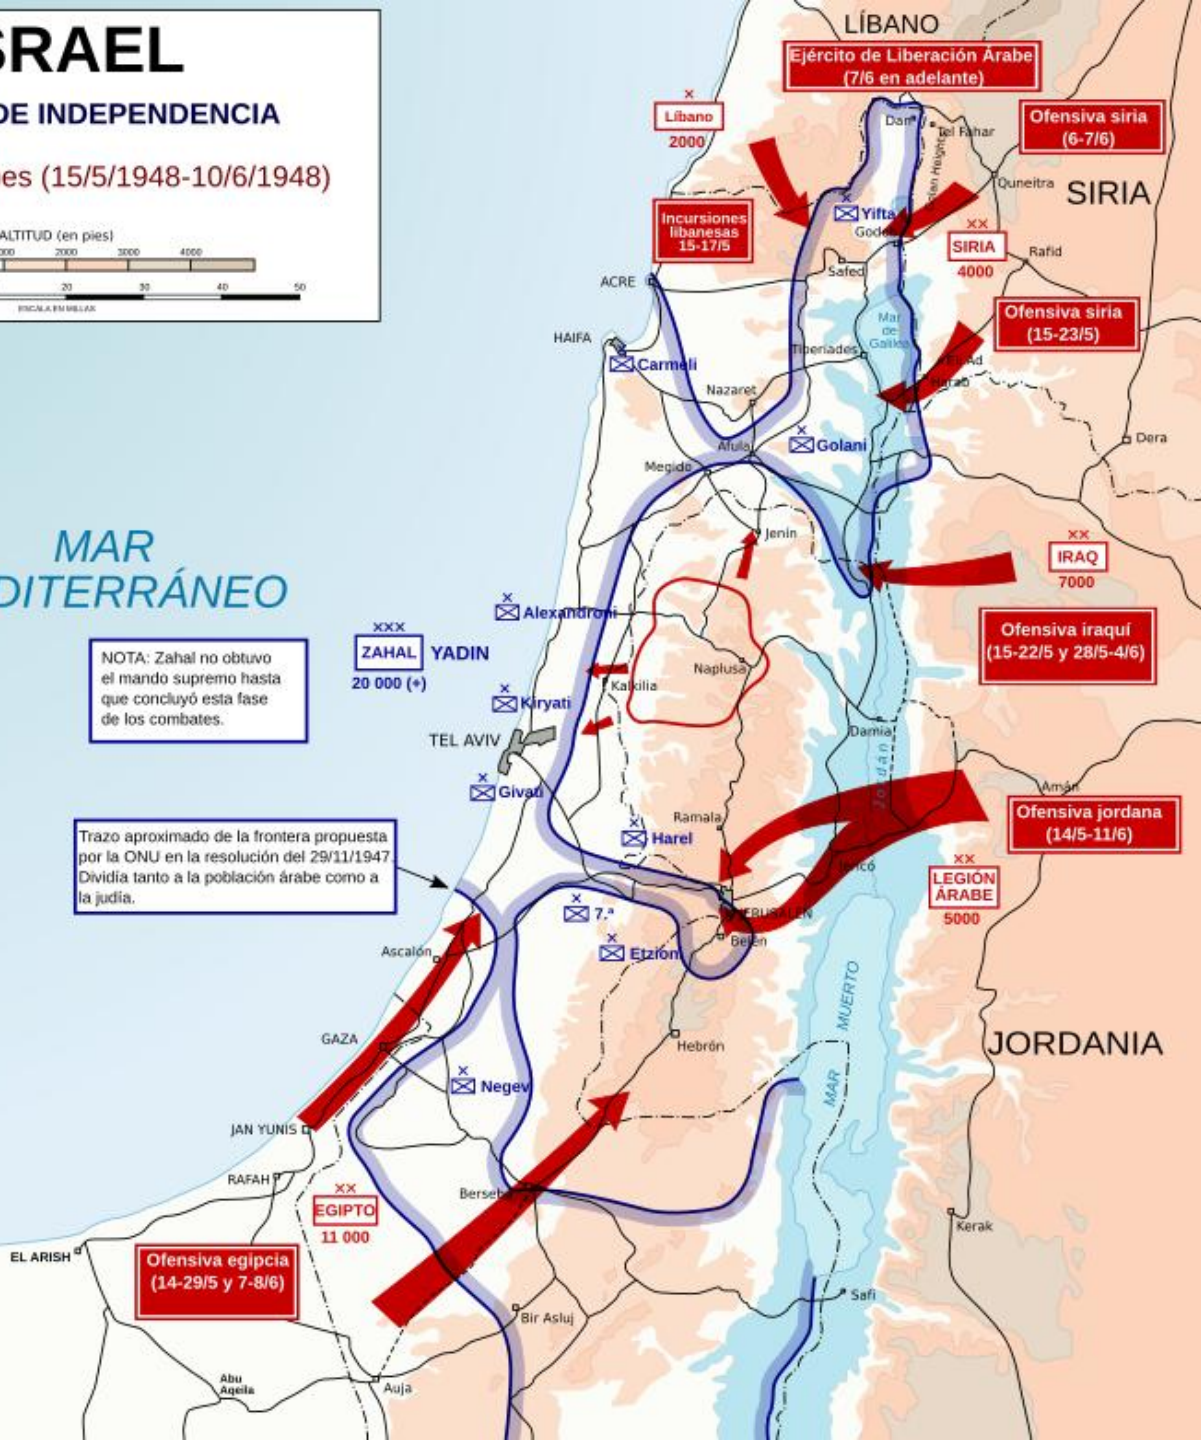 SRAEL
DE INDEPENDENCIA
es (15/5/1948-10/6/1948)
ALTITUD (en pies)
000 2000 3000 4000
20 30 40 50
ESCALA EN MILLAS
LÍBANO
Ejército de Liberación Árabe
(7/6 en adelante)
Líbano
2000
Ofensiva siria
(6-7/6)
Dan
Tel Fahar
Quneitra
SIRIA
Incursiones
libanesas
15-17/5
Yifta
SIRIA
4000
Rafid
Safed
ACRE
Ofensiva siria
(15-23/5)
Mar
de
Galilea
HAIFA
Tiberiades
Carmeli
Nazaret
Golani
Afula
Megido
Dera
Jenin
IRAQ
7000
MAR
DITERRÁNEO
Alexandroni
Ofensiva iraquí
(15-22/5 y 28/5-4/6)
ZAHAL YADIN
20 000 (+)
NOTA: Zahal no obtuvo
el mando supremo hasta
que concluyó esta fase
de los combates.
Naplusa
Kalkilia
Kiryati
TEL AVIV
Damia
Jordán
Givati
Amán
Ofensiva jordana
(14/5-11/6)
Ramala
Harel
Trazo aproximado de la frontera propuesta
por la ONU en la resolución del 29/11/1947.
Dividía tanto a la población árabe como a
la judía.
Jericó
LEGIÓN
ÁRABE
5000
7.ª
JERUSALÉN
Belén
Etzioni
Ascalón
MAR MUERTO
GAZA
Hebrón
JORDANIA
Negev
JAN YUNIS
RAFAH
EGIPTO
11 000
Kerak
EL ARISH
Ofensiva egipcia
(14-29/5 y 7-8/6)
Safi
Bir Asluj
Abu
Aqeila
Auja